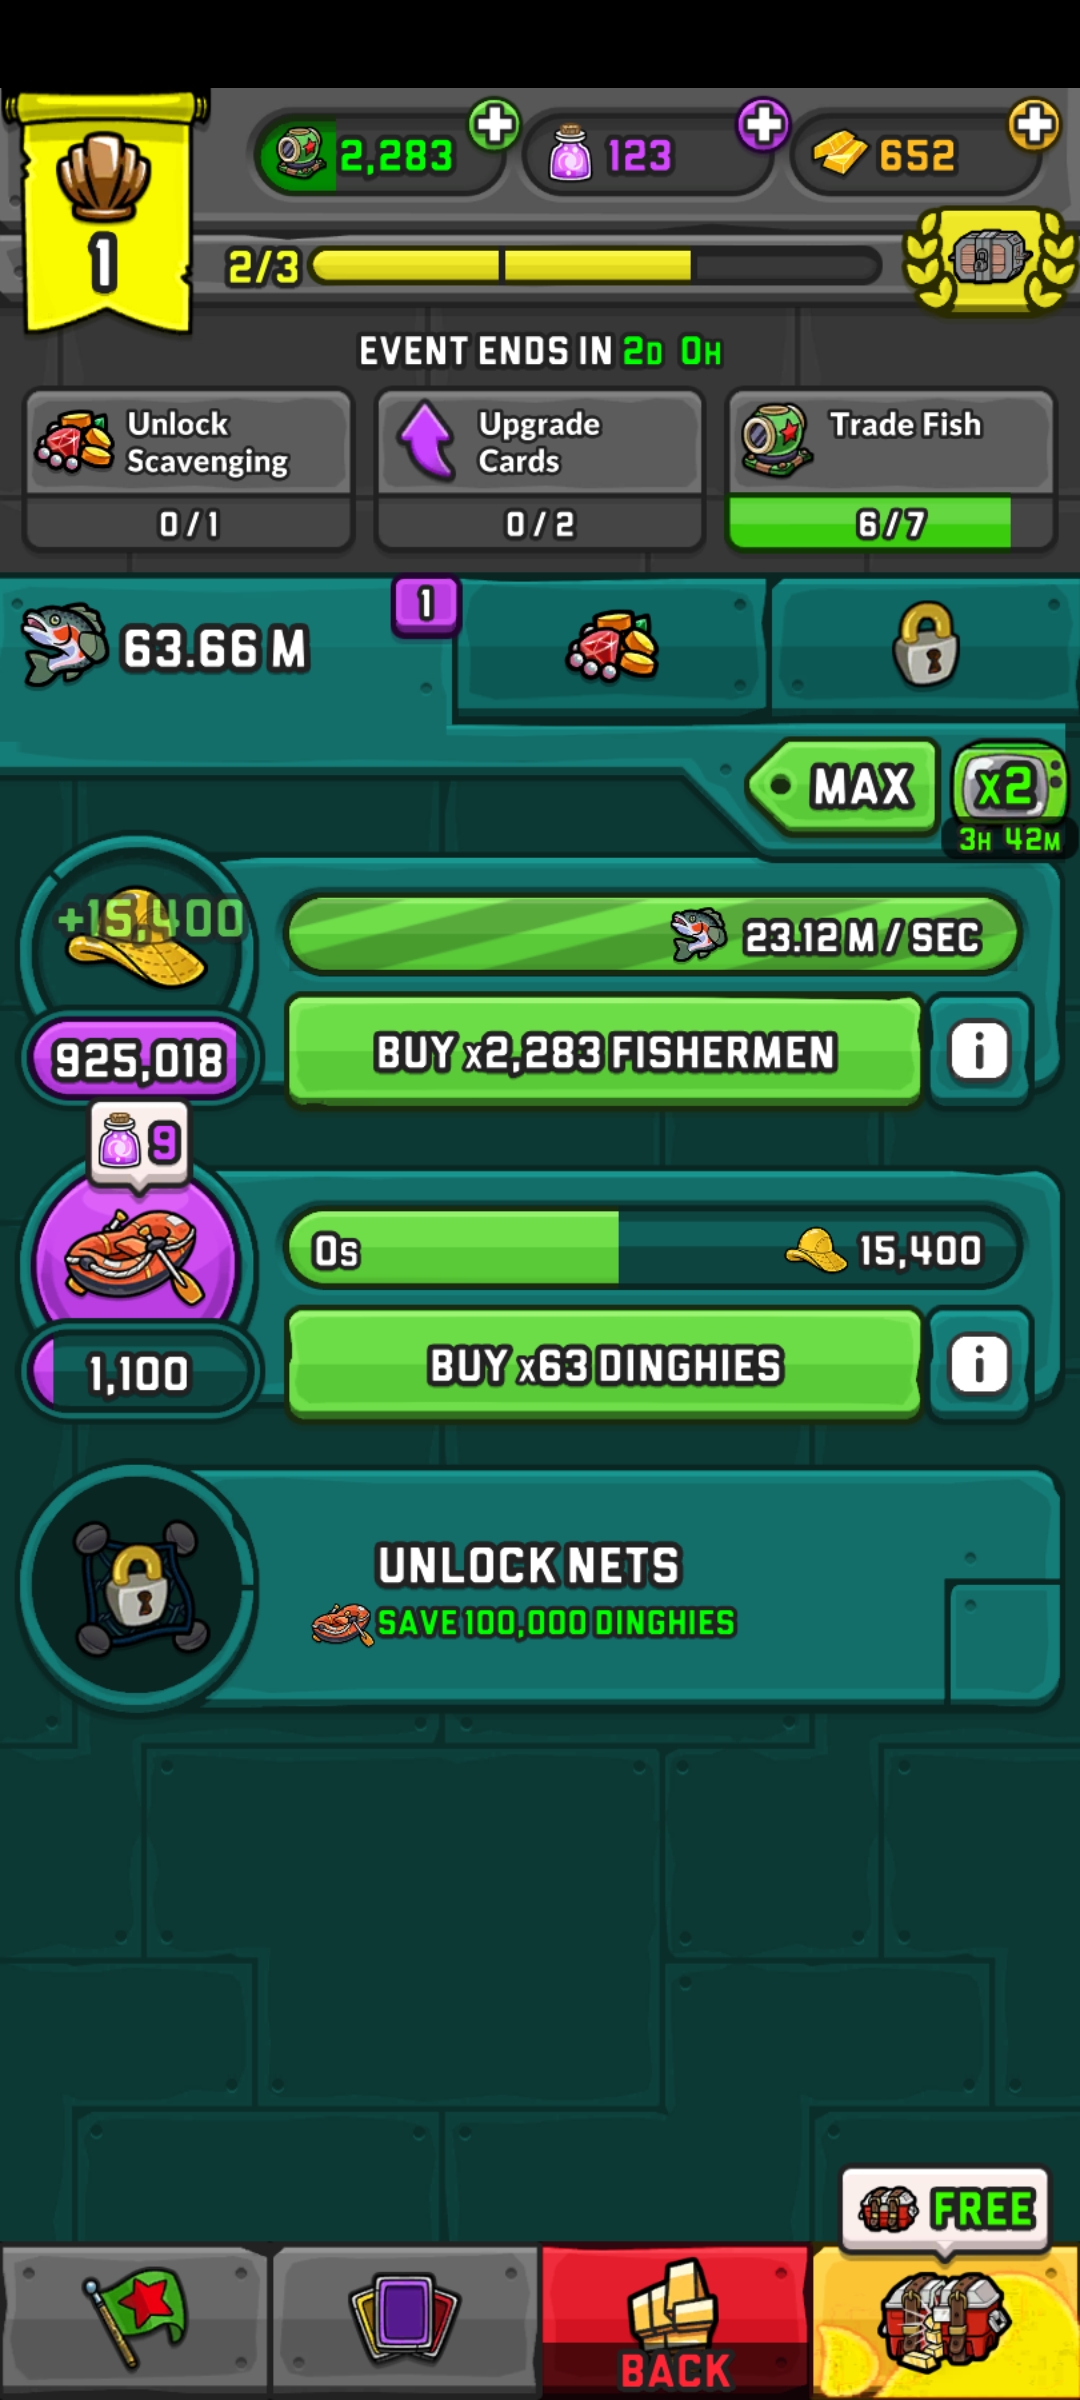 2,283
123
652
1
2/3
EVENT ENDS IN 2D 0H
Unlock
Scavenging
0/1
Upgrade
Cards
0/2
Trade Fish
6/7
63.66 M
1
MAX
x2
3H 42M
+15,400
23.12 M / SEC
925,018
BUY x2,283 FISHERMEN
i
9
0s
15,400
1,100
BUY x63 DINGHIES
i
UNLOCK NETS
SAVE 100,000 DINGHIES
FREE
BACK